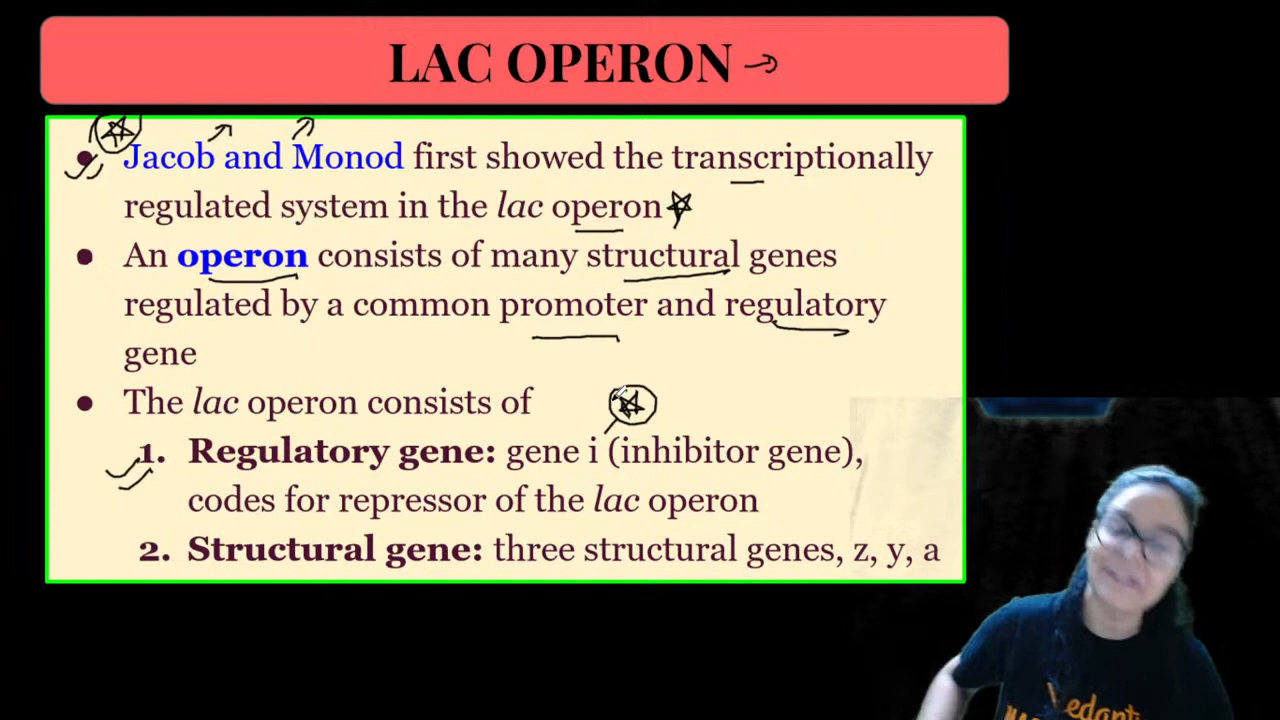 LAC OPERON
• Jacob and Monod first showed the transcriptionally
regulated system in the lac operon
• An operon consists of many structural genes
regulated by a common promoter and regulatory
gene
• The lac operon consists of
1. Regulatory gene: gene i (inhibitor gene),
codes for repressor of the lac operon
2. Structural gene: three structural genes, z, y, a